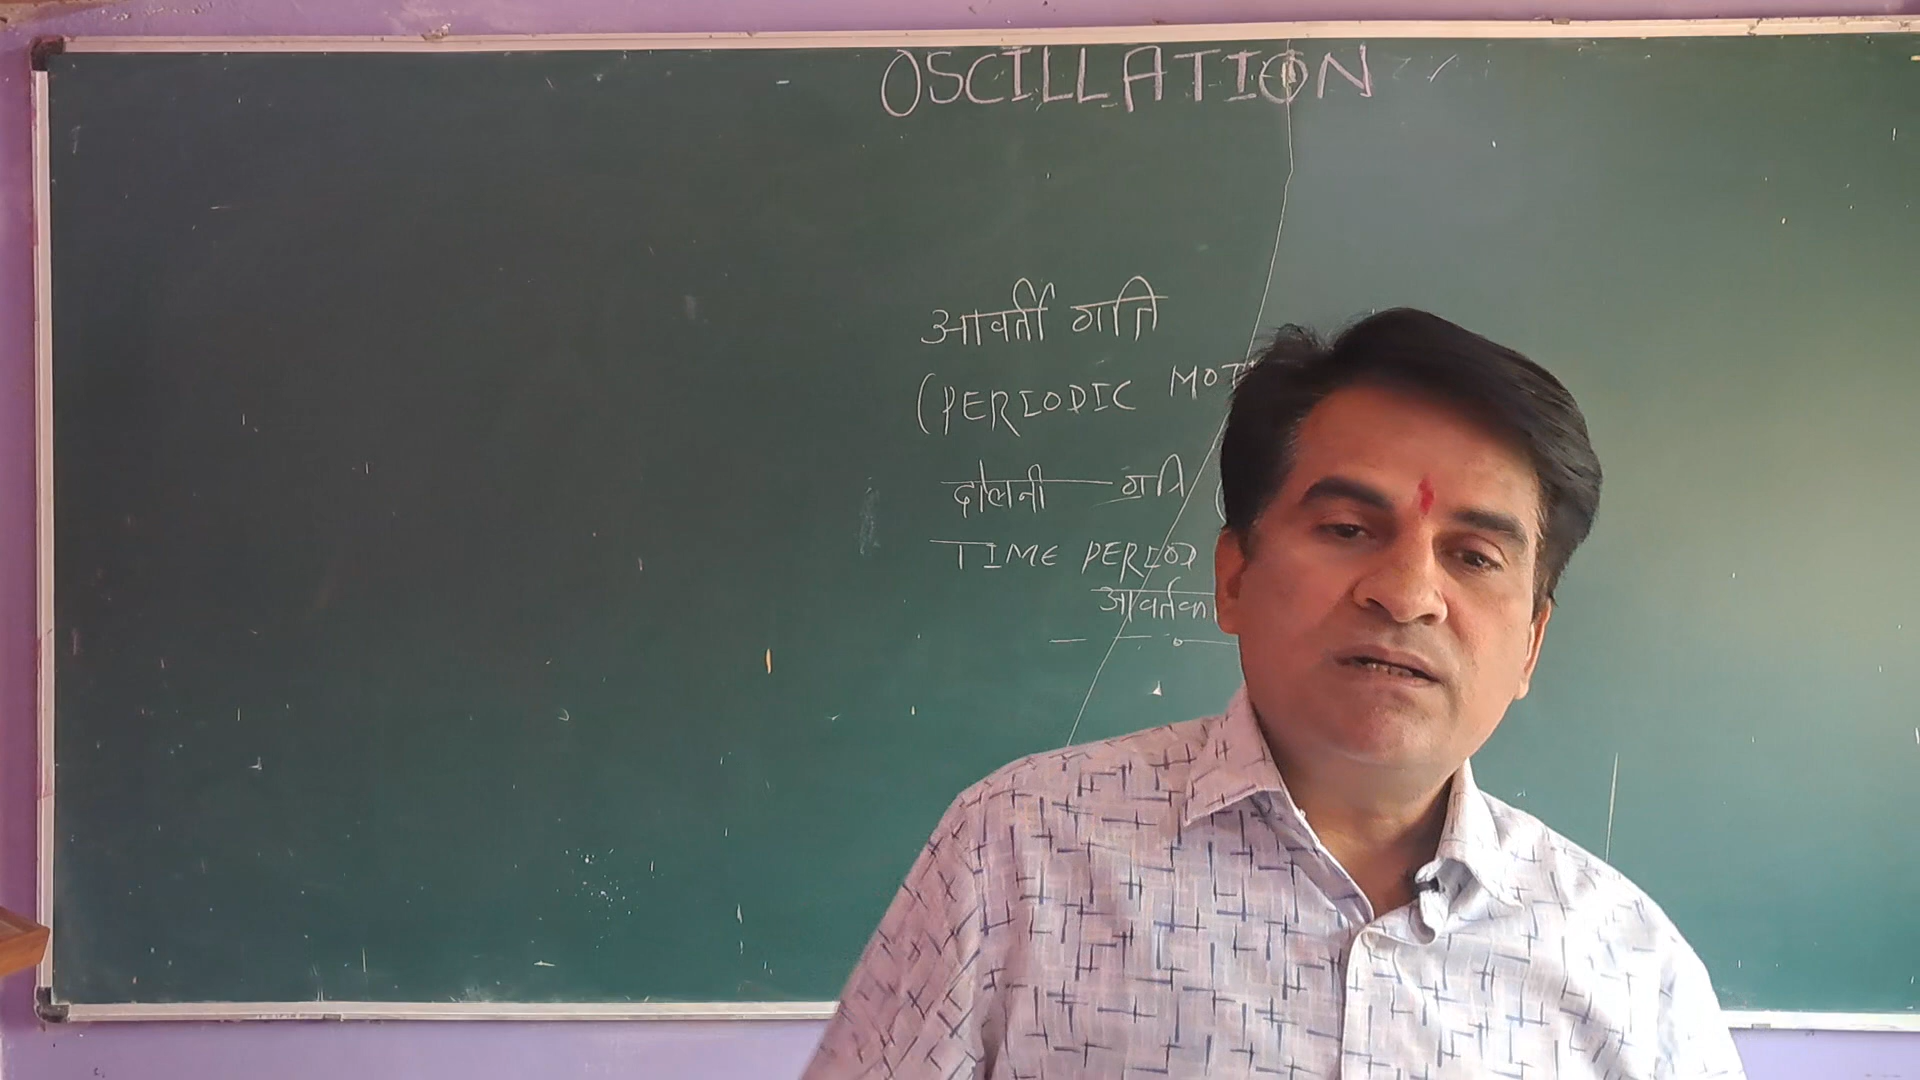 OSCILLATION
आवर्ती गति
(PERIODIC MOT
दोलनी गति (
TIME PERIOD
आवर्तका